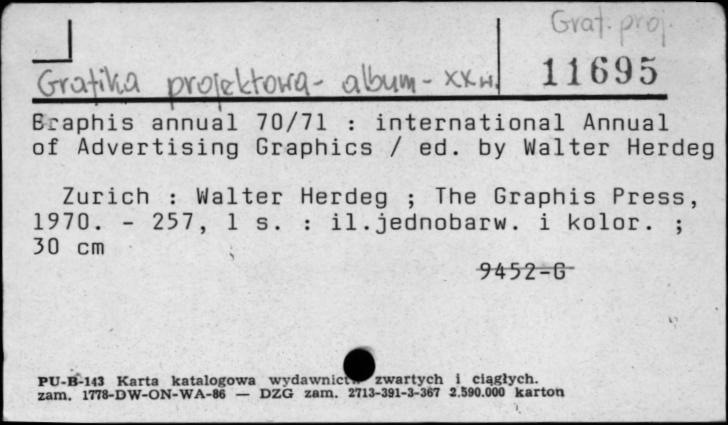 Graf. proj.
11695
Grafika projektowa - album - XX w.
Graphis annual 70/71 : international Annual
of Advertising Graphics / ed. by Walter Herdeg
Zurich : Walter Herdeg ; The Graphis Press,
1970. - 257, 1 s. : il.jednobarw. i kolor. ;
30 cm
9452-G
PU-B-143 Karta katalogowa wydawnictw zwartych i ciągłych.
zam. 1778-DW-ON-WA-86 — DZG zam. 2713-391-3-367 2.590.000 karton